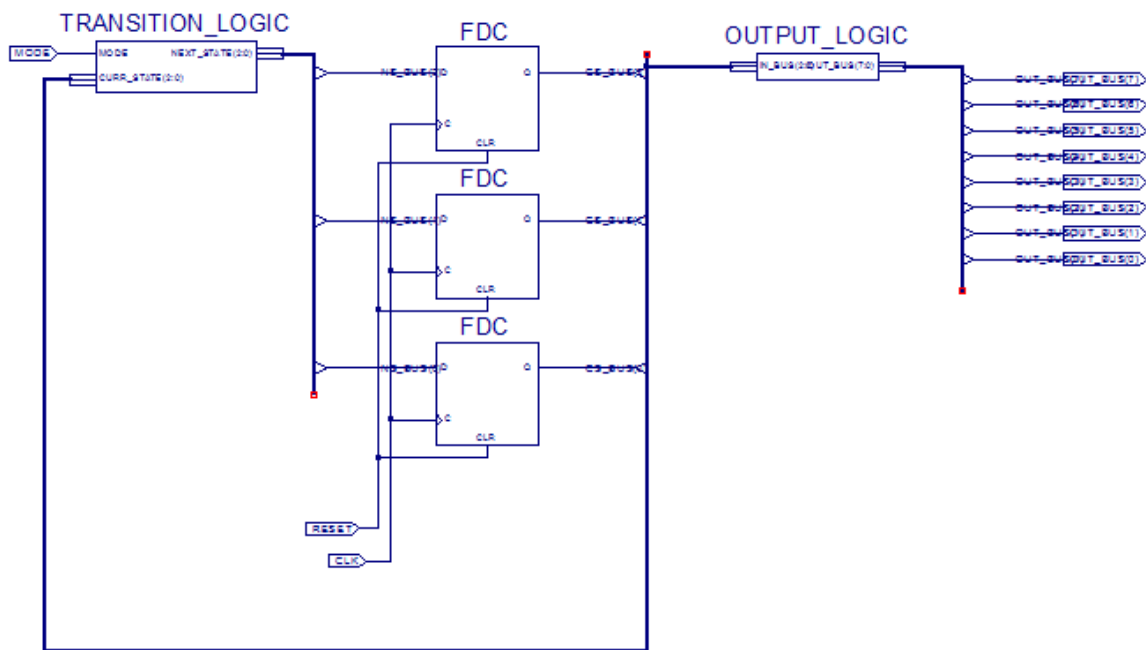 TRANSITION_LOGIC
MODE
MODE
NEXT_STATE(2:0)
CURR_STATE(2:0)
FDC
D
Q
C
CLR
FDC
D
Q
C
CLR
FDC
D
Q
C
CLR
RESET
CLK
OUTPUT_LOGIC
IN_BUS(2:0)
OUT_BUS(7:0)
OUT_BUS(7)
OUT_BUS(6)
OUT_BUS(5)
OUT_BUS(4)
OUT_BUS(3)
OUT_BUS(2)
OUT_BUS(1)
OUT_BUS(0)